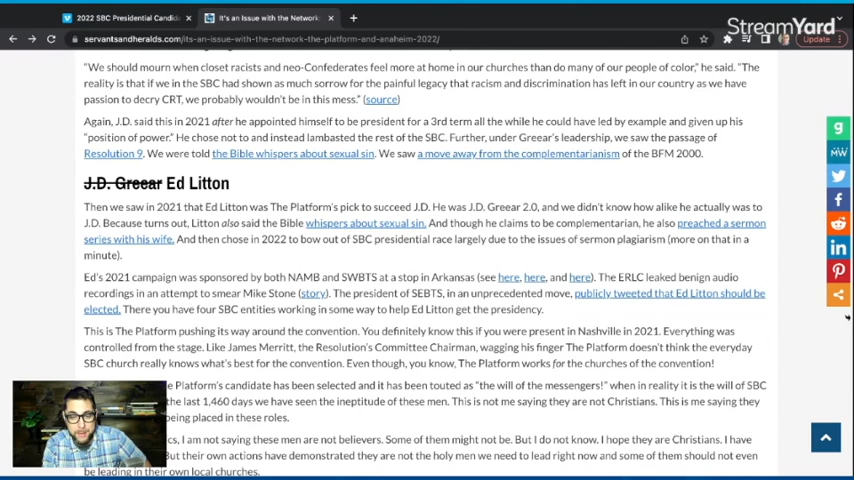 2022 SBC Presidential Candid
It's an Issue with the Network
StreamYard
servantsandheralds.com/its-an-issue-with-the-network-the-platform-and-anaheim-2022/
Update
"We should mourn when closet racists and neo-Confederates feel more at home in our churches than do many of our people of color," he said. "The
reality is that if we in the SBC had shown as much sorrow for the painful legacy that racism and discrimination has left in our country as we have
passion to decry CRT, we probably wouldn't be in this mess." (source)
Again, J.D. said this in 2021 after he appointed himself to be president for a 3rd term all the while he could have led by example and given up his
"position of power." He chose not to and instead lambasted the rest of the SBC. Further, under Greear's leadership, we saw the passage of
Resolution 9. We were told the Bible whispers about sexual sin. We saw a move away from the complementarianism of the BFM 2000.
J.D. Greear Ed Litton
Then we saw in 2021 that Ed Litton was The Platform's pick to succeed J.D. He was J.D. Greear 2.0, and we didn't know how alike he actually was to
J.D. Because turns out, Litton also said the Bible whispers about sexual sin. And though he claims to be complementarian, he also preached a sermon
series with his wife. And then chose in 2022 to bow out of SBC presidential race largely due to the issues of sermon plagiarism (more on that in a
minute).
Ed's 2021 campaign was sponsored by both NAMB and SWBTS at a stop in Arkansas (see here, here, and here). The ERLC leaked benign audio
recordings in an attempt to smear Mike Stone (story). The president of SEBTS, in an unprecedented move, publicly tweeted that Ed Litton should be
elected. There you have four SBC entities working in some way to help Ed Litton get the presidency.
This is The Platform pushing its way around the convention. You definitely know this if you were present in Nashville in 2021. Everything was
controlled from the stage. Like James Merritt, the Resolution's Committee Chairman, wagging his finger The Platform doesn't think the everyday
SBC church really knows what's best for the convention. Even though, you know, The Platform works for the churches of the convention!
e Platform's candidate has been selected and it has been touted as "the will of the messengers!" when in reality it is the will of SBC
the last 1,460 days we have seen the ineptitude of these men. This is not me saying they are not Christians. This is me saying they
being placed in these roles.
cs, I am not saying these men are not believers. Some of them might not be. But I do not know. I hope they are Christians. I have
But their own actions have demonstrated they are not the holy men we need to lead right now and some of them should not even
be leading in their own local churches.
MW